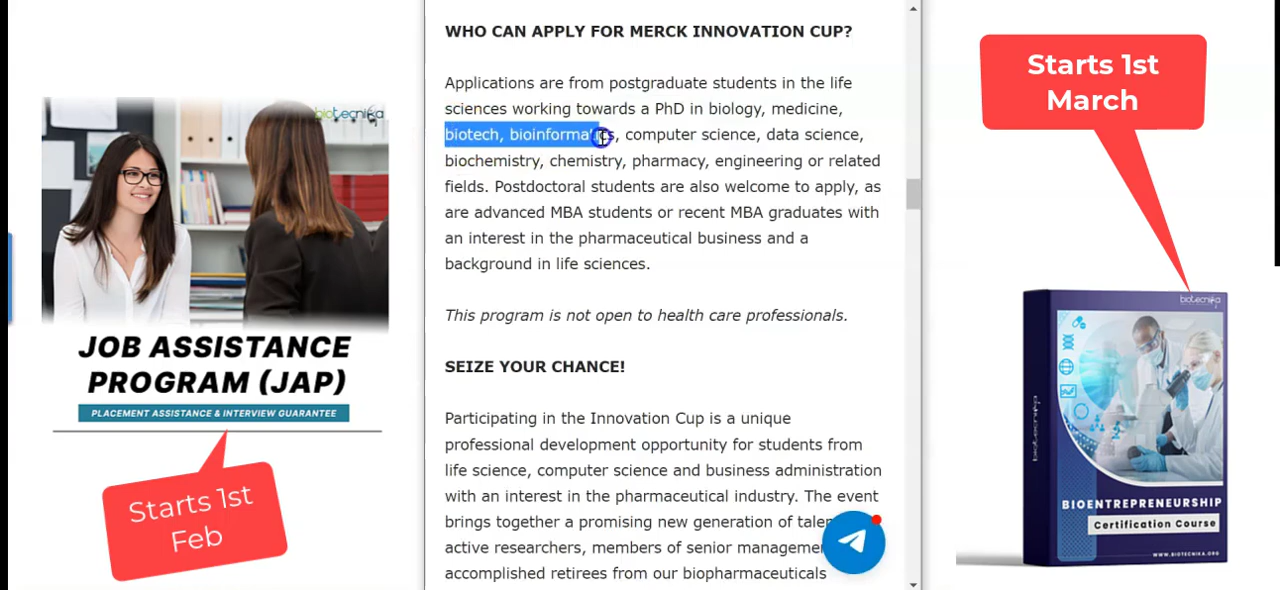 biotecnika
JOB ASSISTANCE
PROGRAM (JAP)
PLACEMENT ASSISTANCE & INTERVIEW GUARANTEE
Starts 1st
Feb
WHO CAN APPLY FOR MERCK INNOVATION CUP?
Applications are from postgraduate students in the life
sciences working towards a PhD in biology, medicine,
biotech, bioinformatics, computer science, data science,
biochemistry, chemistry, pharmacy, engineering or related
fields. Postdoctoral students are also welcome to apply, as
are advanced MBA students or recent MBA graduates with
an interest in the pharmaceutical business and a
background in life sciences.
This program is not open to health care professionals.
SEIZE YOUR CHANCE!
Participating in the Innovation Cup is a unique
professional development opportunity for students from
life science, computer science and business administration
with an interest in the pharmaceutical industry. The event
brings together a promising new generation of
active researchers, members of senior
accomplished retirees from our biopharmaceuticals
Starts 1st
March
biotecnika
biotecnika
BIOENTREPRENEURSHIP
Certification Course
WWW.BIOTECNIKA.ORG